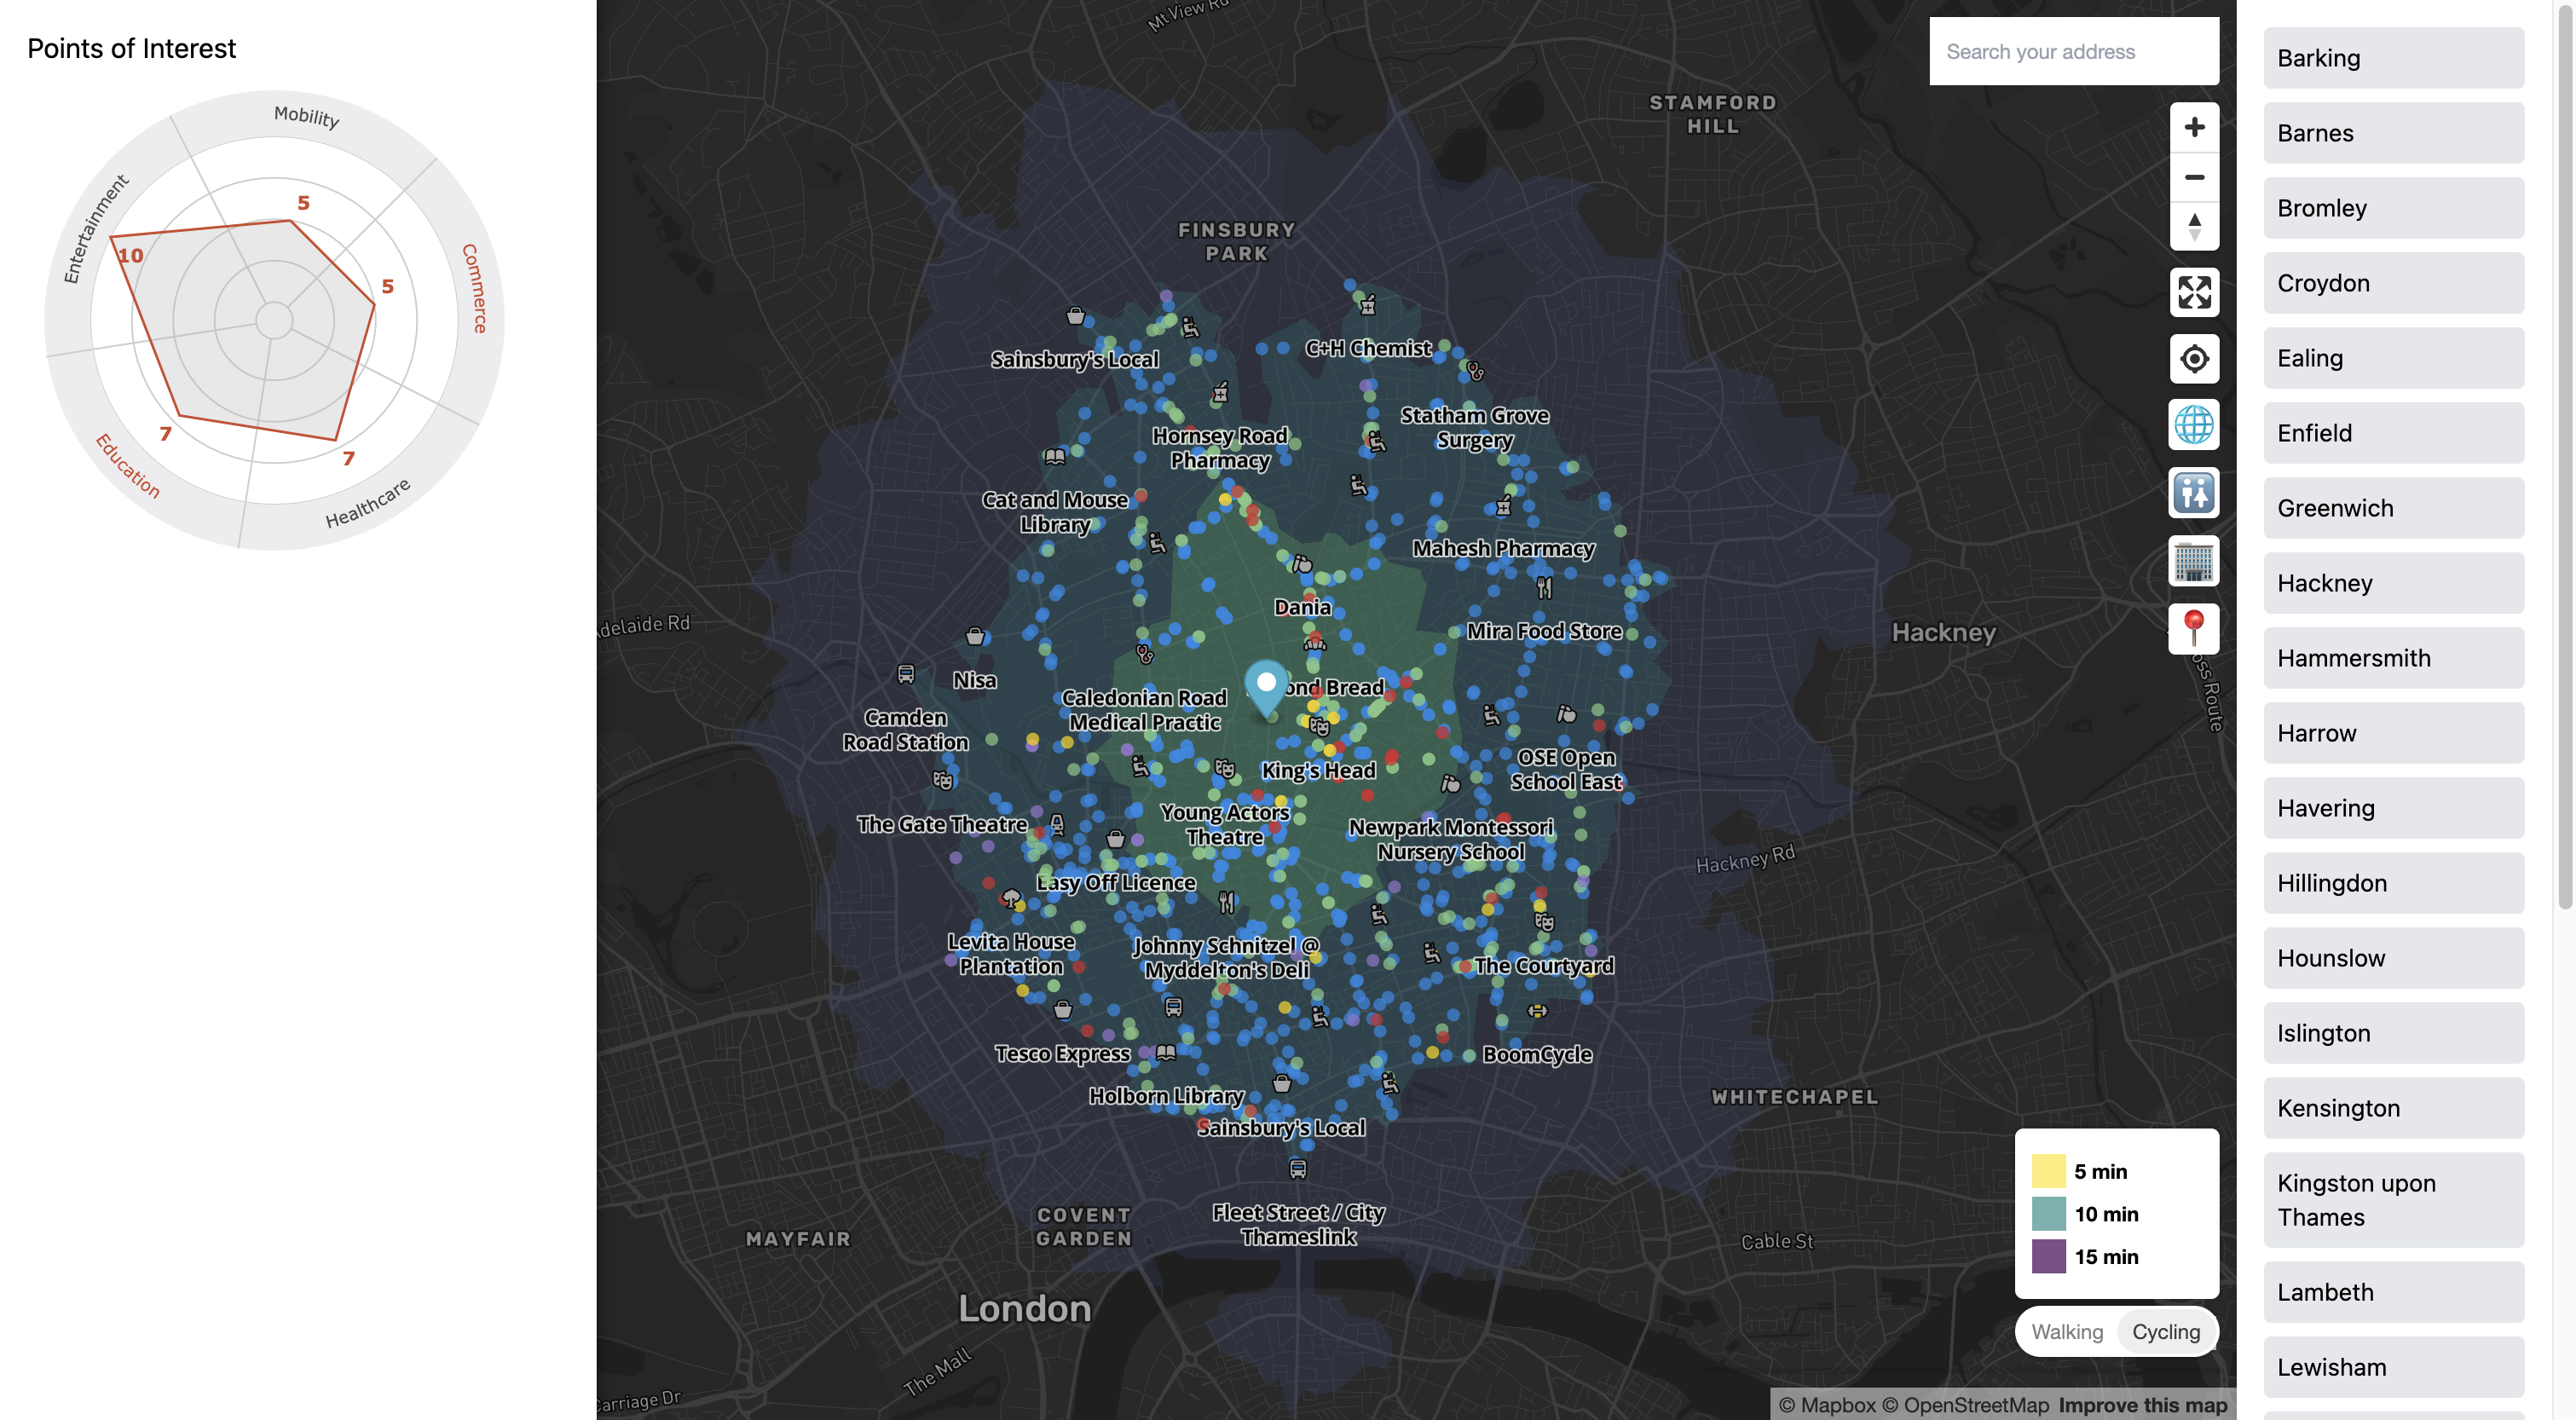 Points of Interest
Mobility
Commerce
Healthcare
Education
Entertainment
5
5
7
7
10
Mt View Rd
STAMFORD
HILL
FINSBURY
PARK
Sainsbury's Local
C+H Chemist
Statham Grove
Surgery
Hornsey Road
Pharmacy
Cat and Mouse
Library
Mahesh Pharmacy
Dania
Mira Food Store
Hackney
Nisa
Caledonian Road
Medical Practic
Bread
Camden
Road Station
King's Head
OSE Open
School East
The Gate Theatre
Young Actors
Theatre
Newpark Montessori
Nursery School
Hackney Rd
Easy Off Licence
Levita House
Plantation
Johnny Schnitzel @
Myddelton's Deli
The Courtyard
Tesco Express
BoomCycle
Holborn Library
Sainsbury's Local
WHITECHAPEL
COVENT
GARDEN
Fleet Street / City
Thameslink
MAYFAIR
Cable St
London
The Mall
Carriage Dr
adelaide Rd
oss Route
Search your address
5 min
10 min
15 min
Walking
Cycling
© Mapbox © OpenStreetMap Improve this map
Barking
Barnes
Bromley
Croydon
Ealing
Enfield
Greenwich
Hackney
Hammersmith
Harrow
Havering
Hillingdon
Hounslow
Islington
Kensington
Kingston upon
Thames
Lambeth
Lewisham